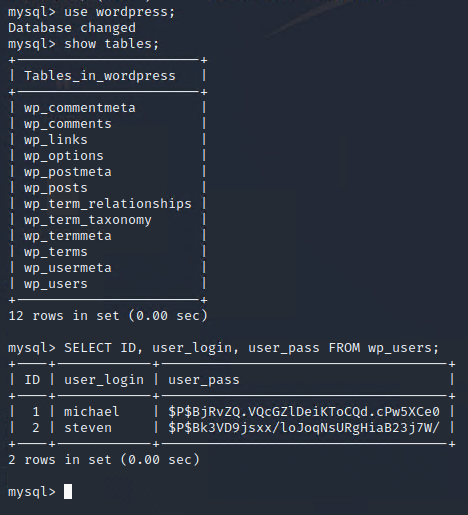 mysql> use wordpress;
Database changed
mysql> show tables;
+-----------------------+
| Tables_in_wordpress   |
+-----------------------+
| wp_commentmeta        |
| wp_comments           |
| wp_links              |
| wp_options            |
| wp_postmeta           |
| wp_posts              |
| wp_term_relationships |
| wp_term_taxonomy      |
| wp_termmeta           |
| wp_terms              |
| wp_usermeta           |
| wp_users              |
+-----------------------+
12 rows in set (0.00 sec)
mysql> SELECT ID, user_login, user_pass FROM wp_users;
+----+------------+------------------------------------+
| ID | user_login | user_pass                          |
+----+------------+------------------------------------+
|  1 | michael    | $P$BjRvZQ.VQcGZlDeiKToCQd.cPw5XCe0 |
|  2 | steven     | $P$Bk3VD9jsxx/loJoqNsURgHiaB23j7W/ |
+----+------------+------------------------------------+
2 rows in set (0.00 sec)
mysql>